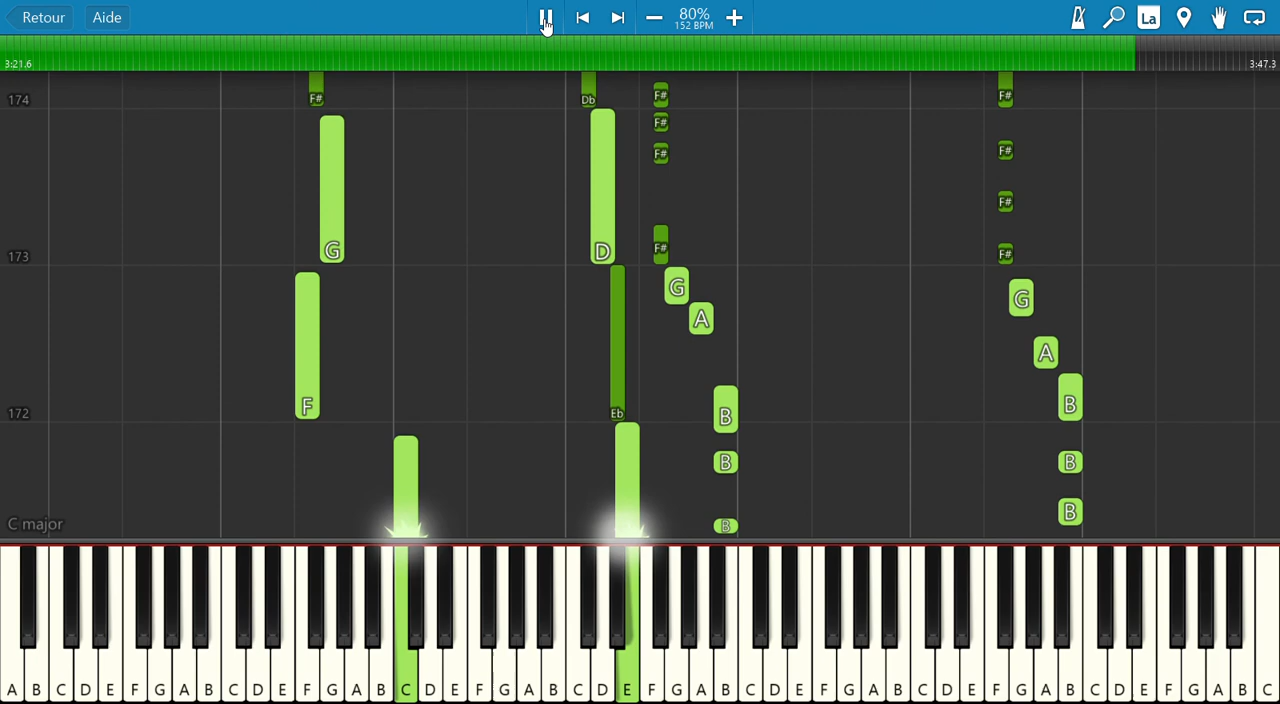 Retour Aide 80% La
152 BPM
3:21.6 3:47.3
174 F# Db F# F#
F#
F# F#
F#
173 G D F# F#
G G
A A
172 F Eb B B
B B
C major B B
A B C D E F G A B C D E F G A B C D E F G A B C D E F G A B C D E F G A B C D E F G A B C D E F G A B C